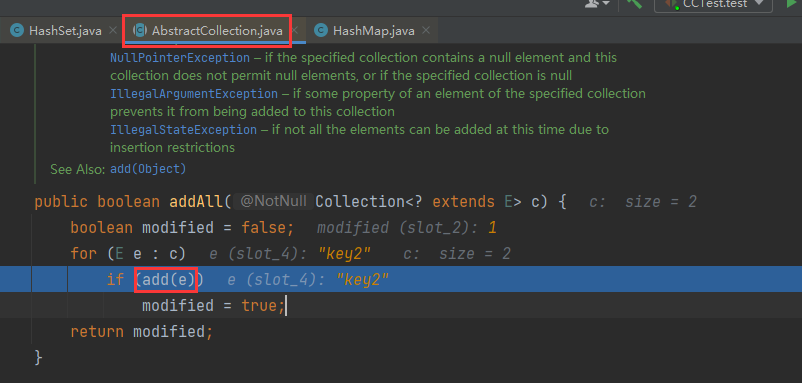 CCTest.test
HashSet.java
AbstractCollection.java
HashMap.java
NullPointerException – if the specified collection contains a null element and this
collection does not permit null elements, or if the specified collection is null
IllegalArgumentException – if some property of an element of the specified collection
prevents it from being added to this collection
IllegalStateException – if not all the elements can be added at this time due to
insertion restrictions
See Also: add(Object)
public boolean addAll( @NotNull Collection<? extends E> c) { c: size = 2
boolean modified = false; modified (slot_2): 1
for (E e : c) e (slot_4): "key2" c: size = 2
if (add(e)) e (slot_4): "key2"
modified = true;
return modified;
}